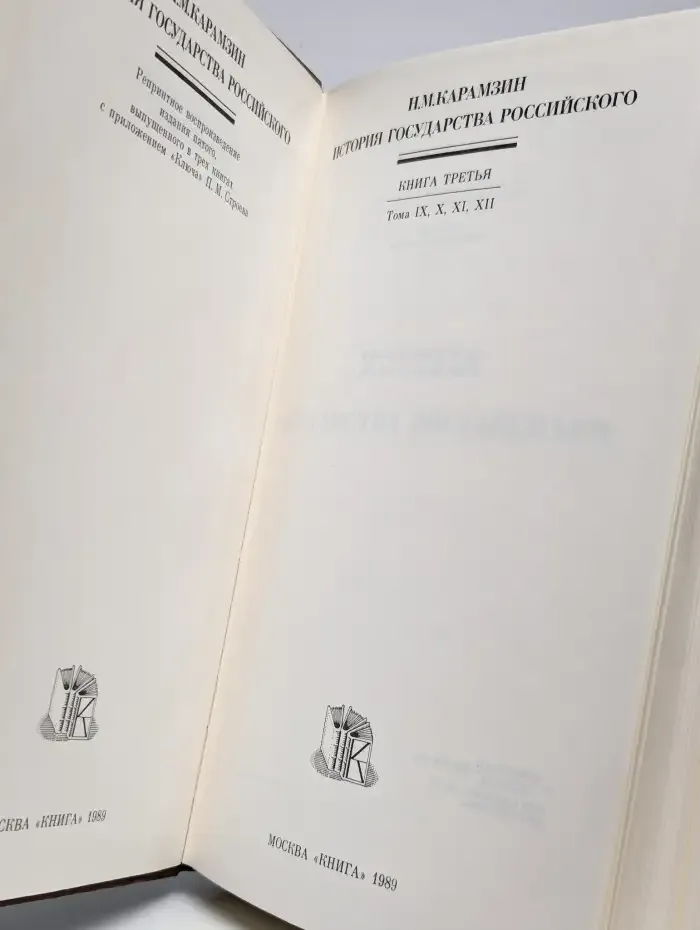 Н.М.КАРАМЗИН
ГОСУДАРСТВА РОССИЙСКОГО
Репринтное воспроизведение
издания пятого,
выпущенного в трех книгах
с приложением «Ключа» П. М. Строева
К
МОСКВА «КНИГА» 1989
Н.М.КАРАМЗИН
ИСТОРИЯ ГОСУДАРСТВА РОССИЙСКОГО
КНИГА ТРЕТЬЯ
Тома IX, X, XI, XII
К
МОСКВА «КНИГА» 1989